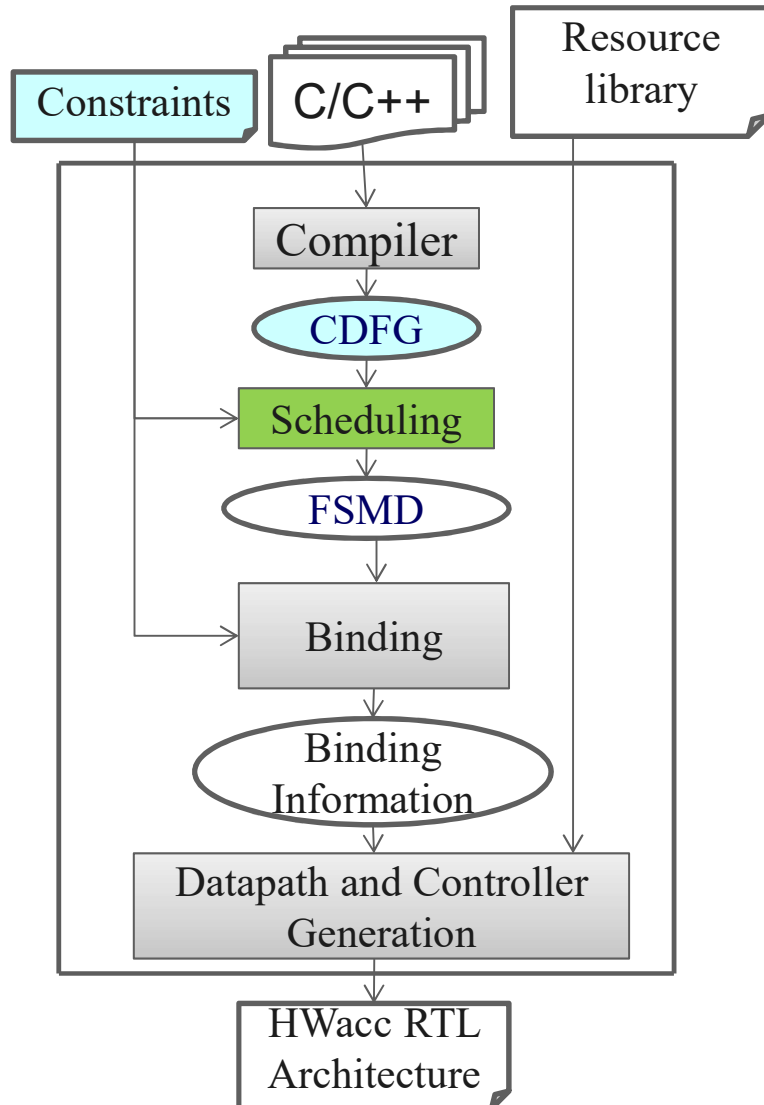 Constraints
C/C++
Resource
library
Compiler
CDFG
Scheduling
FSMD
Binding
Binding
Information
Datapath and Controller
Generation
HWacc RTL
Architecture